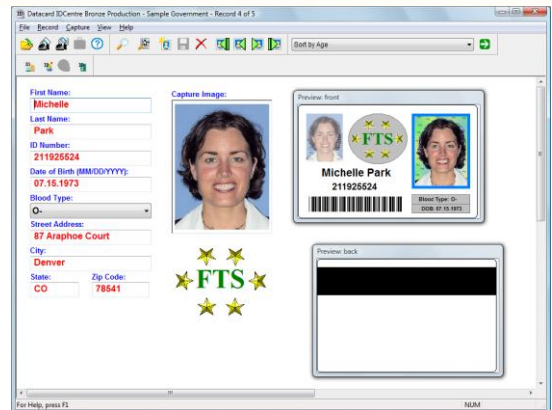 Datacard IDCentre Bronze Production - Sample Government - Record 4 of 5
File Record Capture View Help
Sort by Age
First Name:
Michelle
Last Name:
Park
ID Number:
211925524
Date of Birth (MM/DD/YYYY):
07.15.1973
Blood Type:
O-
Street Address:
87 Araphoe Court
City:
Denver
State: Zip Code:
CO 78541
Capture Image:
FTS
Preview: front
FTS
Michelle Park
211925524
Blood Type: O-
DOB: 07.15.1973
Preview: back
For Help, press F1
NUM